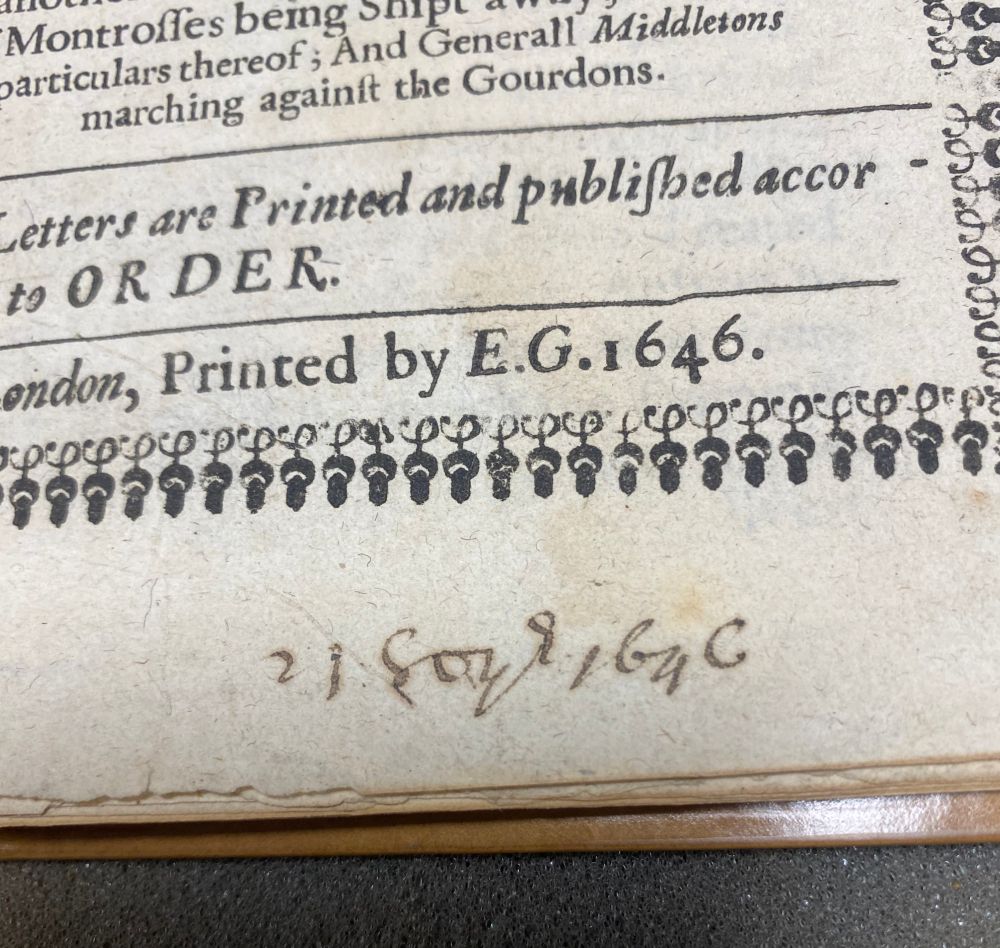 Montroſſes being Shipt away;
particulars thereof; And Generall Middletons
marching againſt the Gourdons.
Letters are Printed and publiſhed accor-
to ORDER.
London, Printed by E.G. 1646.
21 Sept 1646